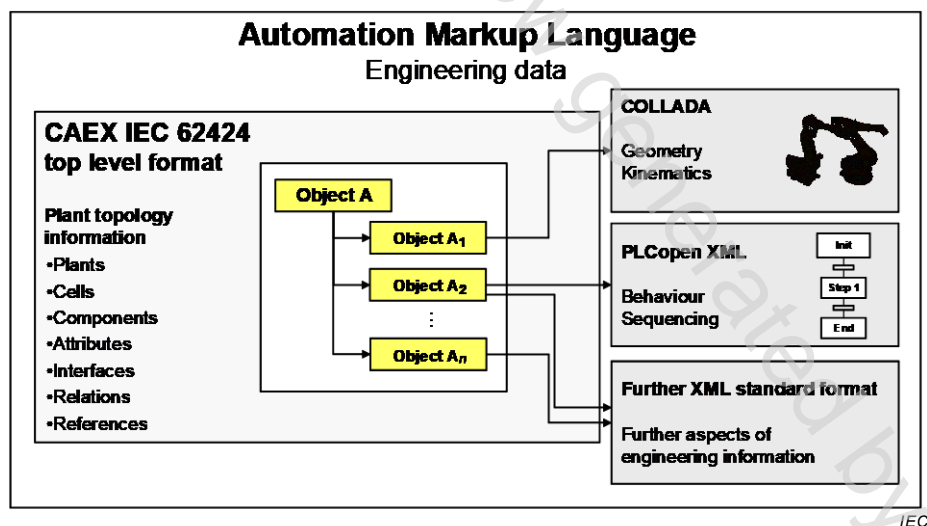 Automation Markup Language
Engineering data
CAEX IEC 62424
top level format
Plant topology
information
•Plants
•Cells
•Components
•Attributes
•Interfaces
•Relations
•References
Object A
Object A1
Object A2
⋮
Object An
COLLADA
Geometry
Kinematics
PLCopen XML
Behaviour
Sequencing
Init
Step 1
End
Further XML standard format
Further aspects of
engineering information
IEC
generated by